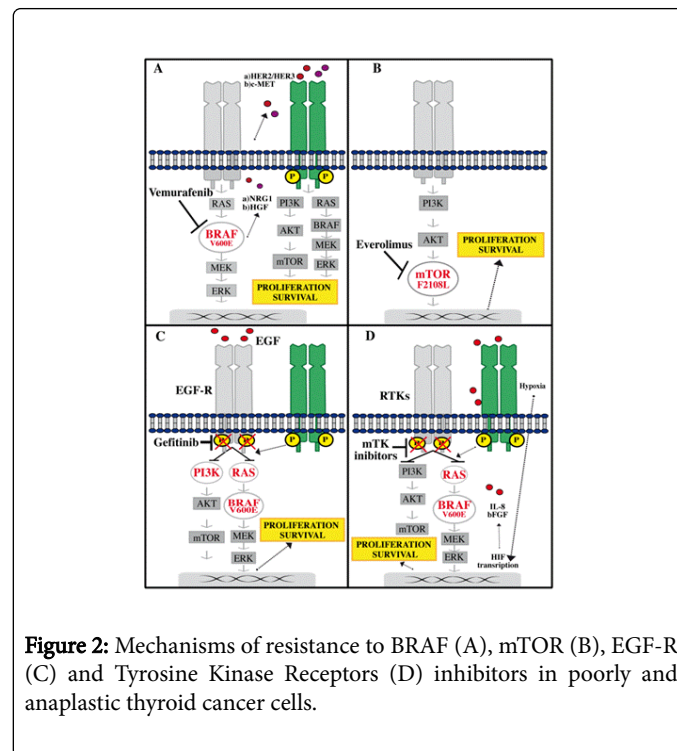 A
a)HER2/HER3
b)c-MET
P
P
Vemurafenib
RAS
a)NRG1
b)HGF
PI3K
RAS
BRAF
V600E
AKT
BRAF
MEK
MEK
mTOR
ERK
ERK
PROLIFERATION
SURVIVAL
B
PI3K
AKT
Everolimus
mTOR
F2108L
PROLIFERATION
SURVIVAL
C
EGF
EGF-R
Gefitinib
P
P
PI3K
RAS
AKT
BRAF
V600E
mTOR
MEK
ERK
PROLIFERATION
SURVIVAL
D
Hypoxia
RTKs
mTK
inibitors
P
P
PI3K
RAS
AKT
BRAF
V600E
IL-8
bFGF
mTOR
MEK
PROLIFERATION
SURVIVAL
ERK
HIF
transription
Figure 2: Mechanisms of resistance to BRAF (A), mTOR (B), EGF-R
(C) and Tyrosine Kinase Receptors (D) inhibitors in poorly and
anaplastic thyroid cancer cells.